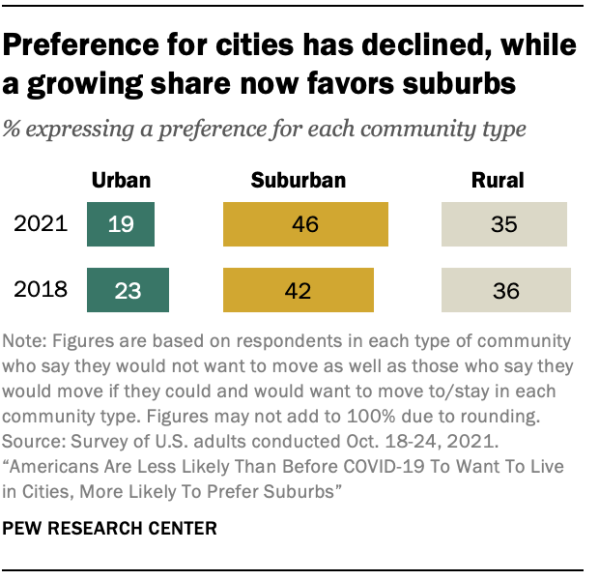 Preference for cities has declined, while
a growing share now favors suburbs
% expressing a preference for each community type
Urban Suburban Rural
2021 19 46 35
2018 23 42 36
Note: Figures are based on respondents in each type of community
who say they would not want to move as well as those who say they
would move if they could and would want to move to/stay in each
community type. Figures may not add to 100% due to rounding.
Source: Survey of U.S. adults conducted Oct. 18-24, 2021.
“Americans Are Less Likely Than Before COVID-19 To Want To Live
in Cities, More Likely To Prefer Suburbs”
PEW RESEARCH CENTER